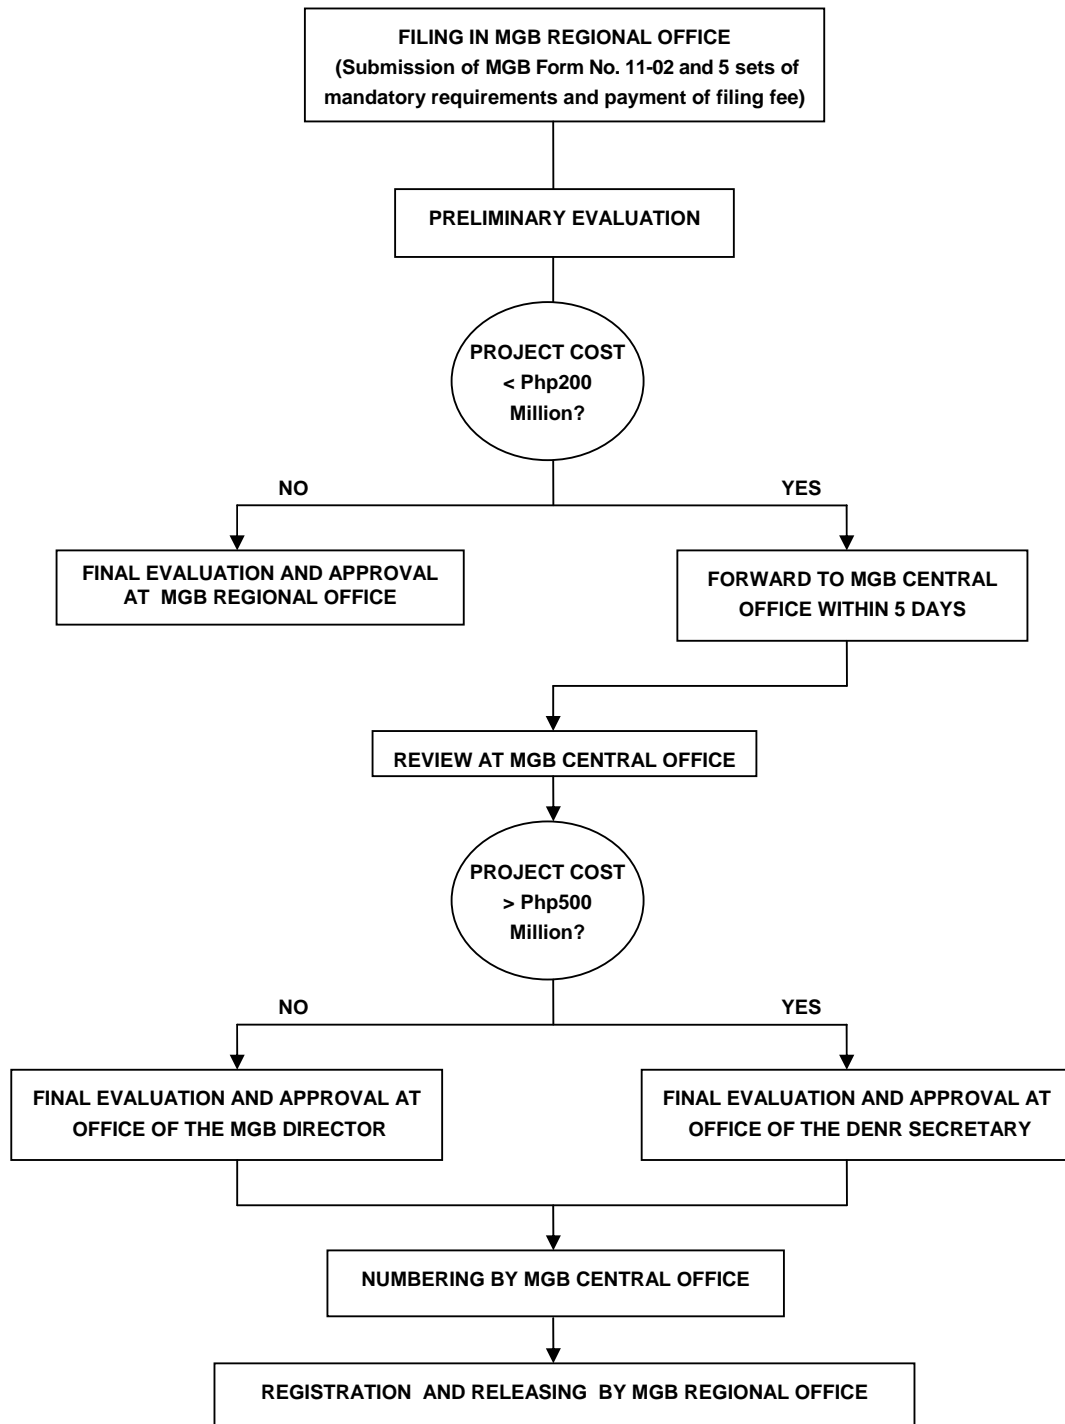 FILING IN MGB REGIONAL OFFICE
(Submission of MGB Form No. 11-02 and 5 sets of
mandatory requirements and payment of filing fee)
PRELIMINARY EVALUATION
PROJECT COST
< Php200
Million?
NO
YES
FINAL EVALUATION AND APPROVAL
AT MGB REGIONAL OFFICE
FORWARD TO MGB CENTRAL
OFFICE WITHIN 5 DAYS
REVIEW AT MGB CENTRAL OFFICE
PROJECT COST
> Php500
Million?
NO
YES
FINAL EVALUATION AND APPROVAL AT
OFFICE OF THE MGB DIRECTOR
FINAL EVALUATION AND APPROVAL AT
OFFICE OF THE DENR SECRETARY
NUMBERING BY MGB CENTRAL OFFICE
REGISTRATION AND RELEASING BY MGB REGIONAL OFFICE